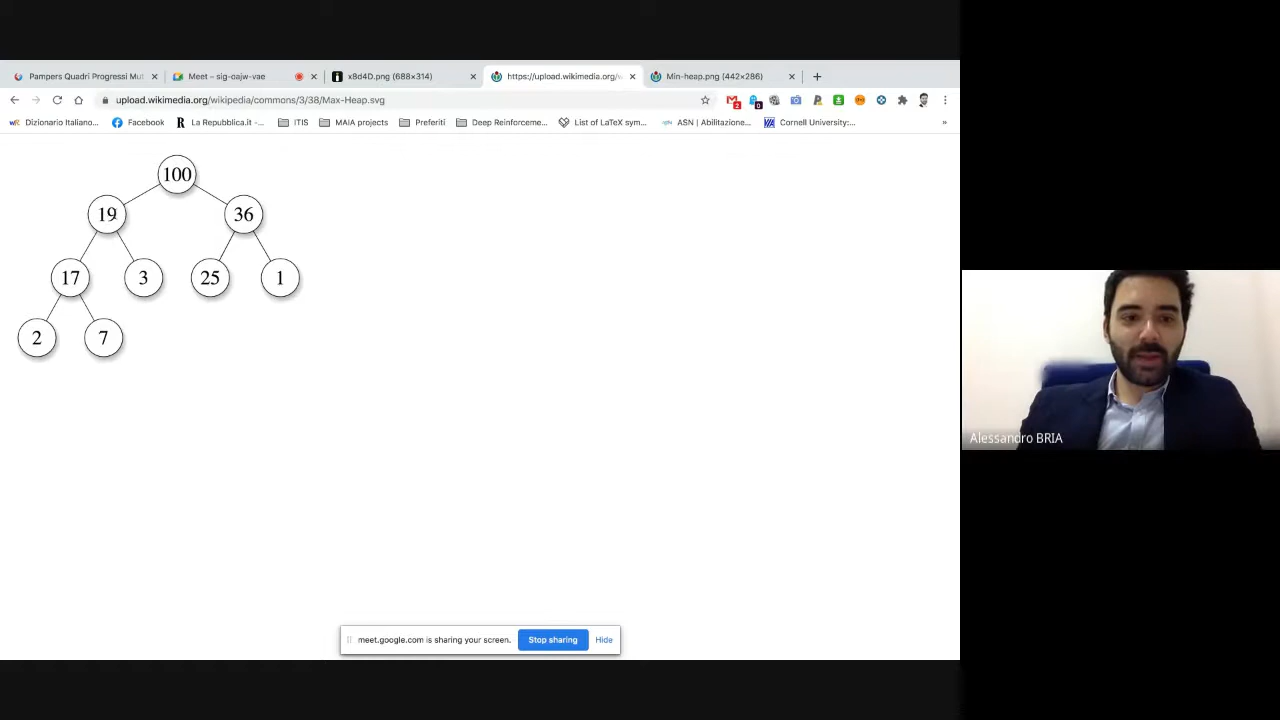 Pampers Quadri Progressi Mut
Meet – sig-oajw-vae
x8d4D.png (688×314)
https://upload.wikimedia.org/w
Min-heap.png (442×286)
upload.wikimedia.org/wikipedia/commons/3/38/Max-Heap.svg
2
0
Dizionario Italiano...
Facebook
La Repubblica.it -...
ITIS
MAIA projects
Preferiti
Deep Reinforceme...
List of LaTeX sym...
ASN | Abilitazione...
Cornell University:...
»
100
19
36
17
3
25
1
2
7
Alessandro BRIA
meet.google.com is sharing your screen.
Stop sharing
Hide